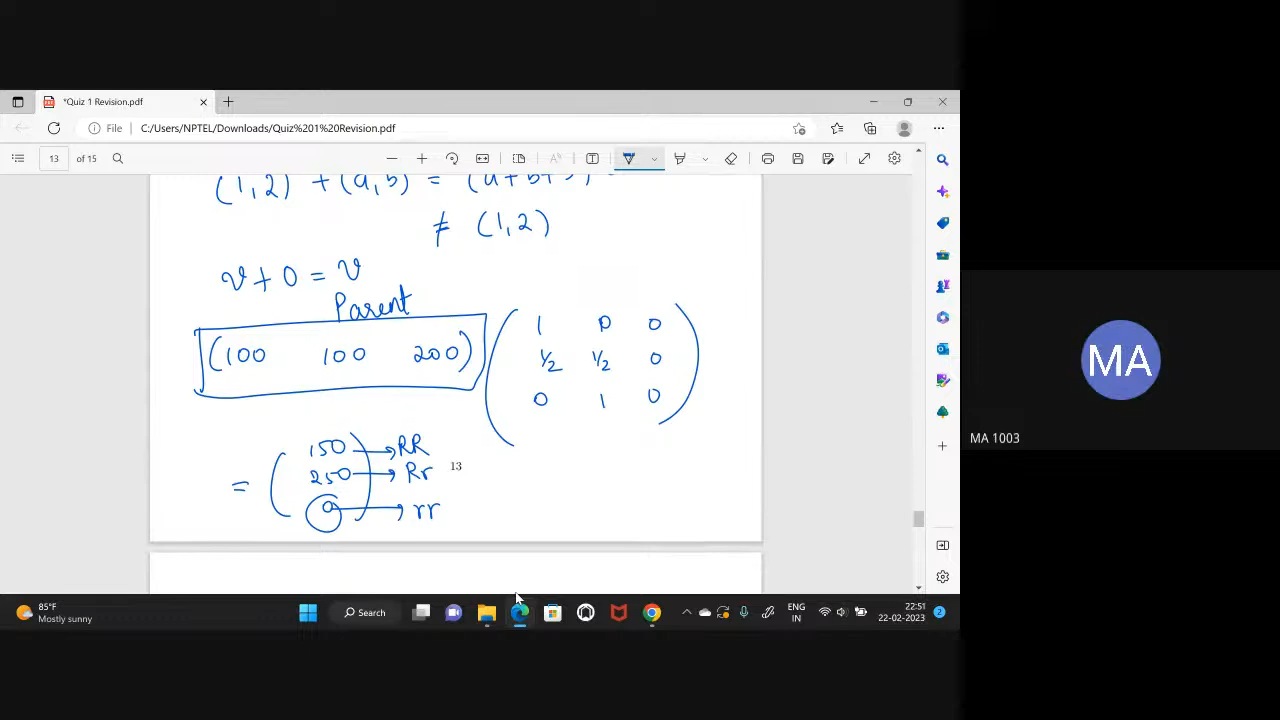 *Quiz 1 Revision.pdf
File C:/Users/NPTEL/Downloads/Quiz%201%20Revision.pdf
13 of 15
(1,2) + (a,b) =
≠ (1,2)
v + 0 = v
Parent
(100 100 200) ( 1 0 0
1/2 1/2 0
0 1 0 )
= ( 150 → RR
250 → Rr
0 → rr )
13
MA
MA 1003
85°F
Mostly sunny
Search
ENG
IN
22:51
22-02-2023
2